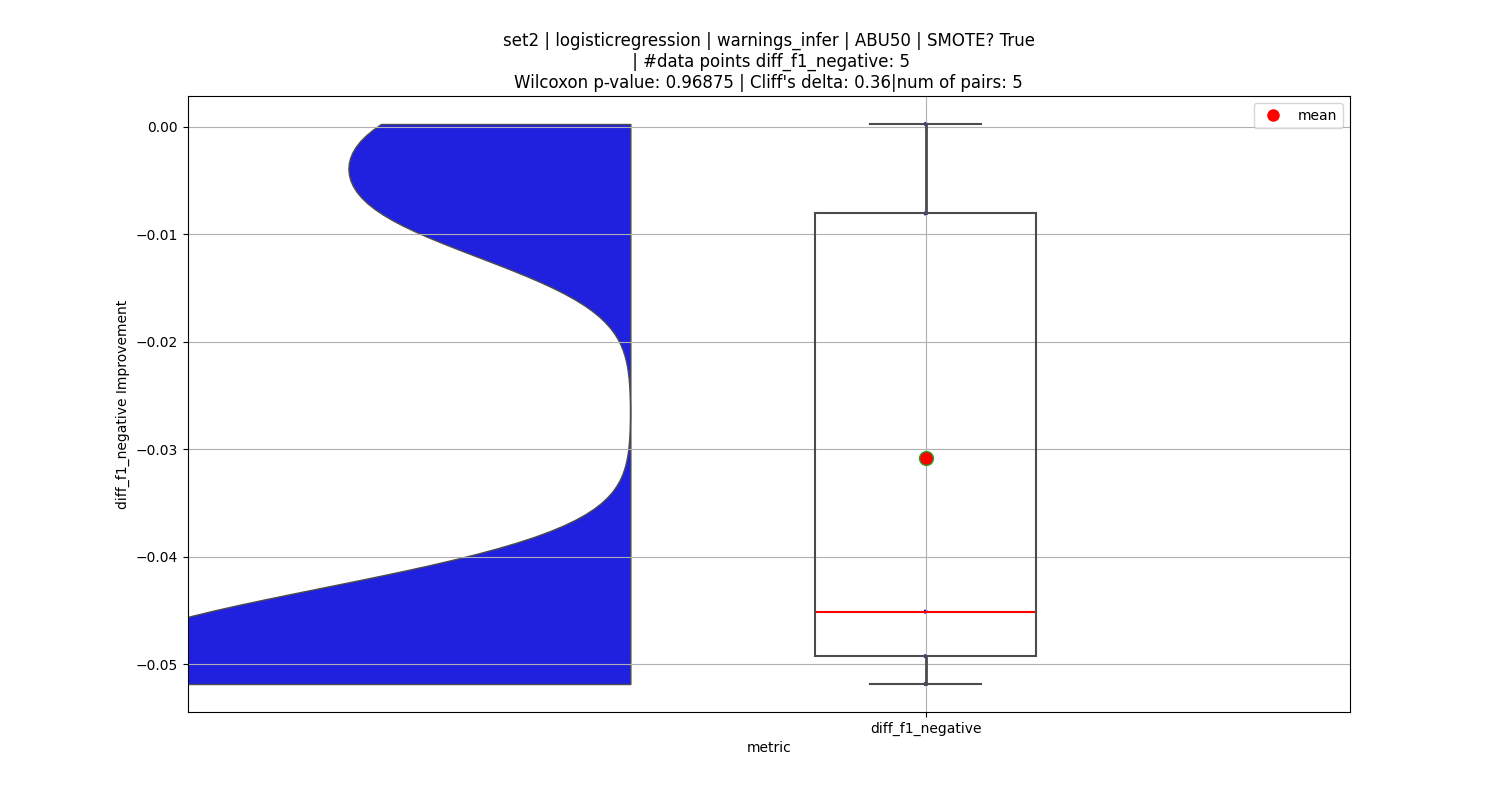 set2 | logisticregression | warnings_infer | ABU50 | SMOTE? True
| #data points diff_f1_negative: 5
Wilcoxon p-value: 0.96875 | Cliff's delta: 0.36|num of pairs: 5
mean
0.00
−0.01
−0.02
−0.03
−0.04
−0.05
diff_f1_negative Improvement
diff_f1_negative
metric